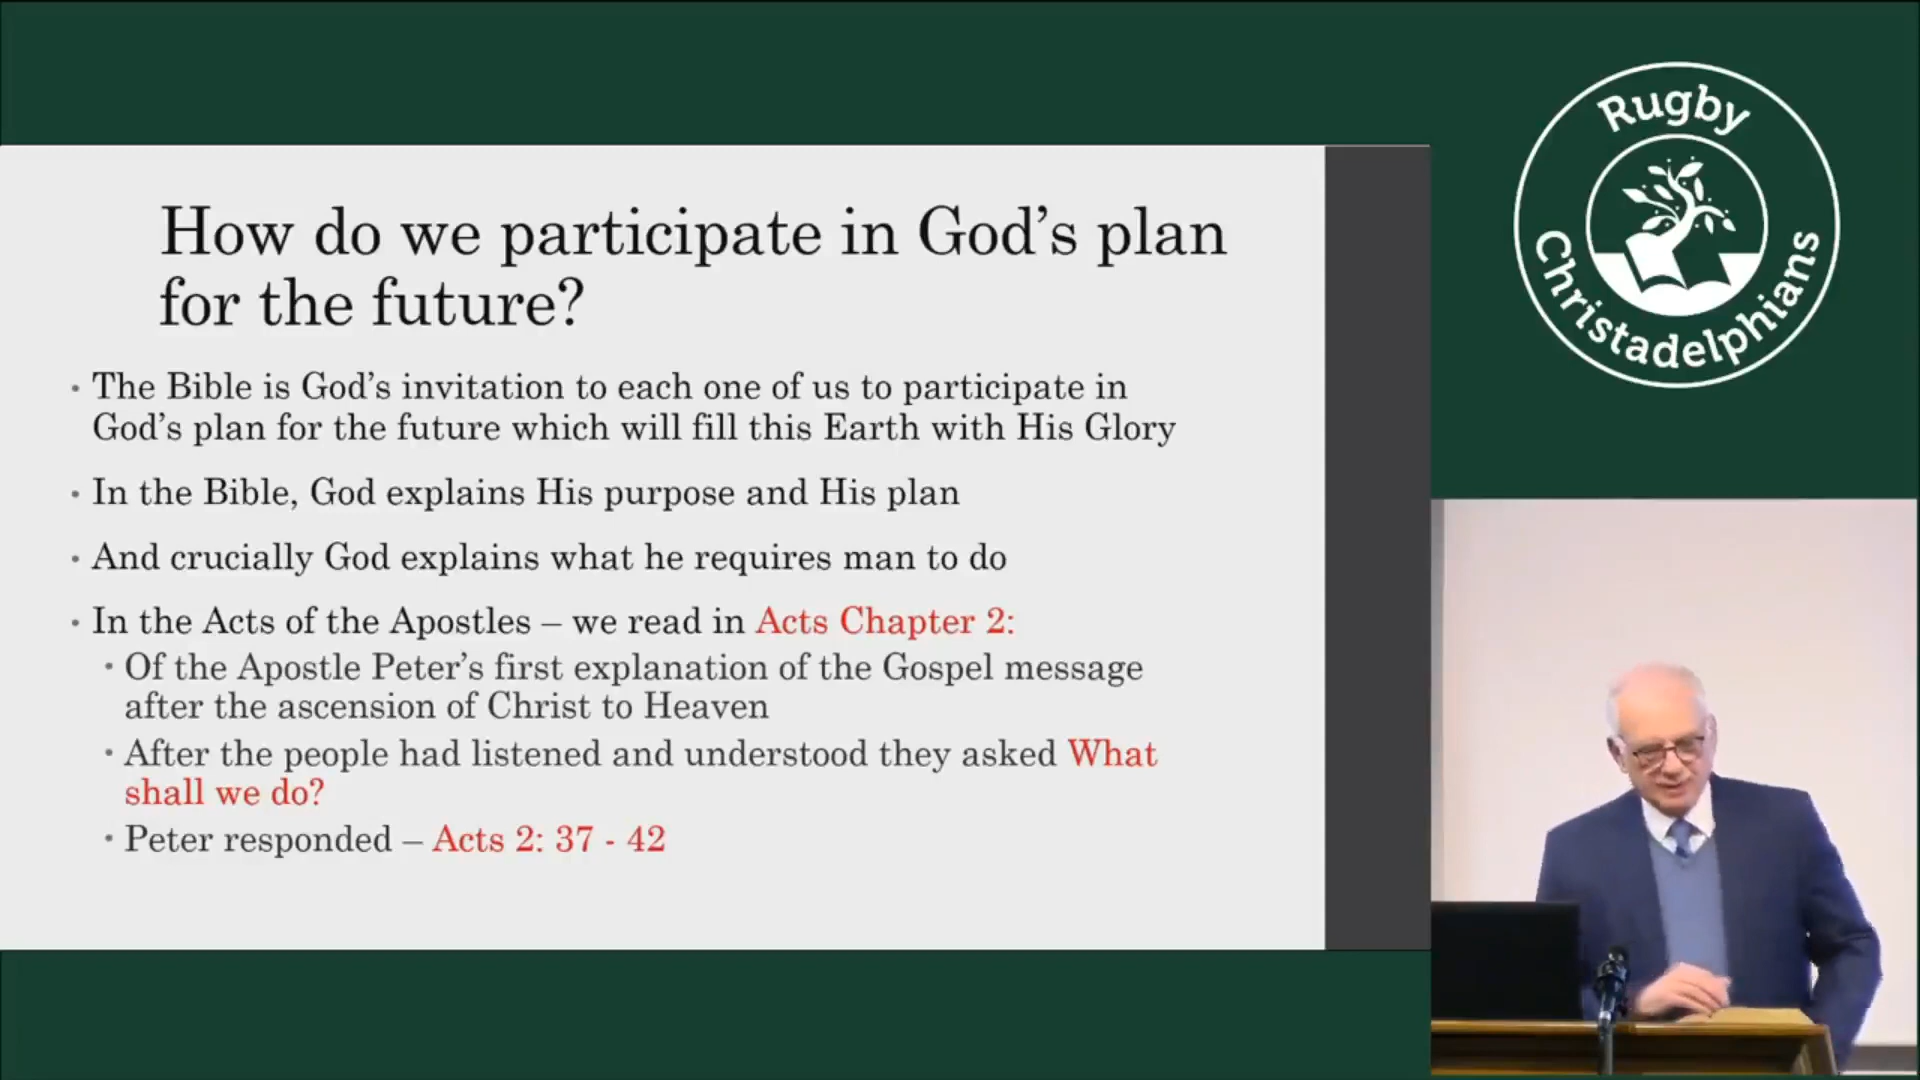 How do we participate in God’s plan
for the future?
• The Bible is God’s invitation to each one of us to participate in
God’s plan for the future which will fill this Earth with His Glory
• In the Bible, God explains His purpose and His plan
• And crucially God explains what he requires man to do
• In the Acts of the Apostles – we read in Acts Chapter 2:
• Of the Apostle Peter’s first explanation of the Gospel message
after the ascension of Christ to Heaven
• After the people had listened and understood they asked What
shall we do?
• Peter responded – Acts 2: 37 - 42
Rugby
Christadelphians